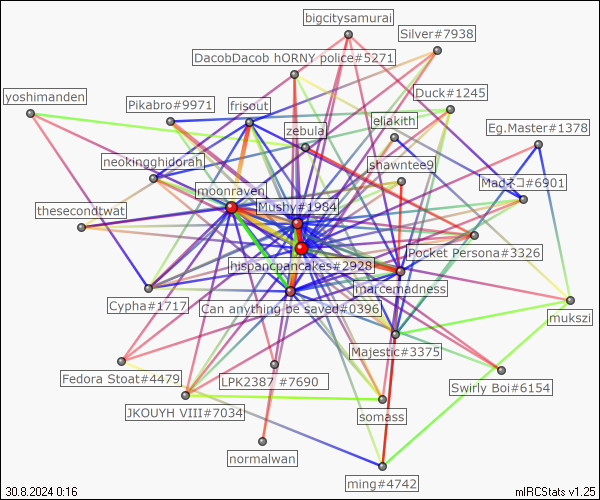 bigcitysamurai
Silver#7938
DacobDacob hORNY police#5271
Duck#1245
yoshimanden
Pikabro#9971
frisout
eliakith
zebula
Eg.Master#1378
neokingghidorah
shawntee9
moonraven
Madネコ#6901
Mushy#1984
thesecondtwat
Pocket Persona#3326
hispancpancakes#2928
marcemadness
Cypha#1717
Can anything be saved#0396
mukszi
Majestic#3375
Fedora Stoat#4479
LPK2387 #7690
Swirly Boi#6154
JKOUYH VIII#7034
somass
normalwan
ming#4742
30.8.2024 0:16
mIRCStats v1.25